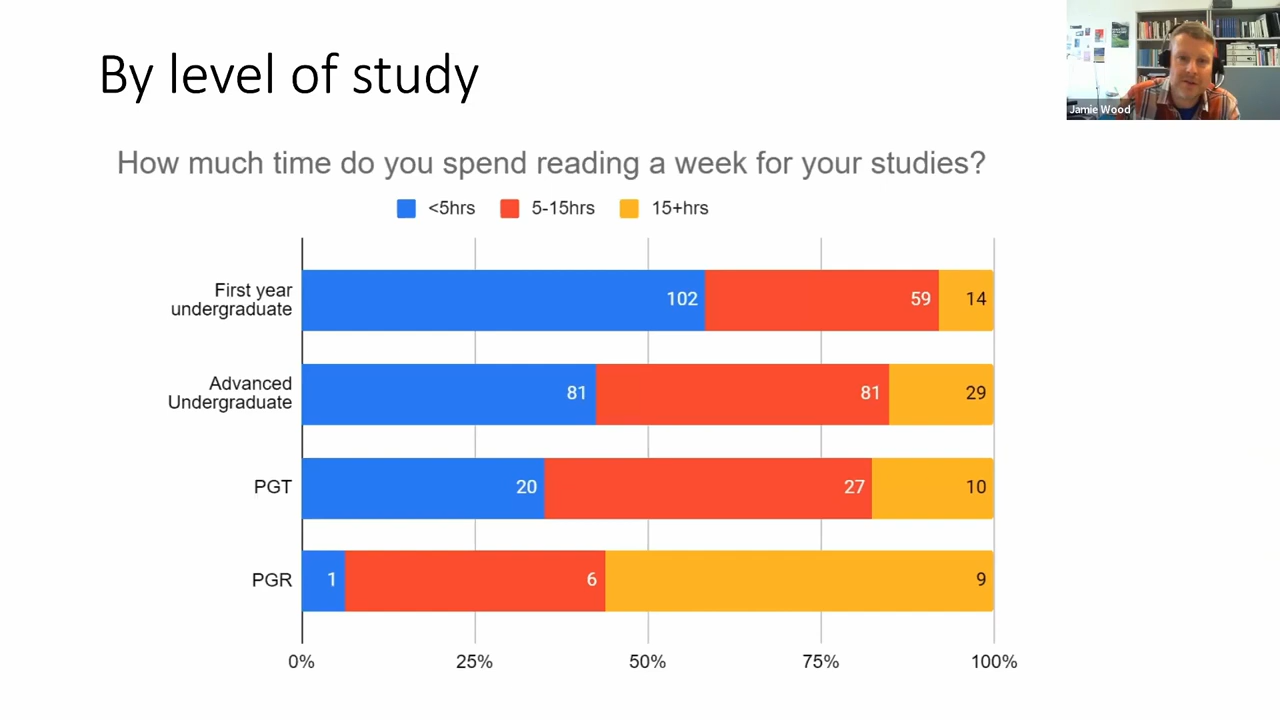 By level of study
Jamie Wood
How much time do you spend reading a week for your studies?
<5hrs 5-15hrs 15+hrs
First year
undergraduate
102 59 14
Advanced
Undergraduate
81 81 29
PGT 20 27 10
PGR 1 6 9
0% 25% 50% 75% 100%